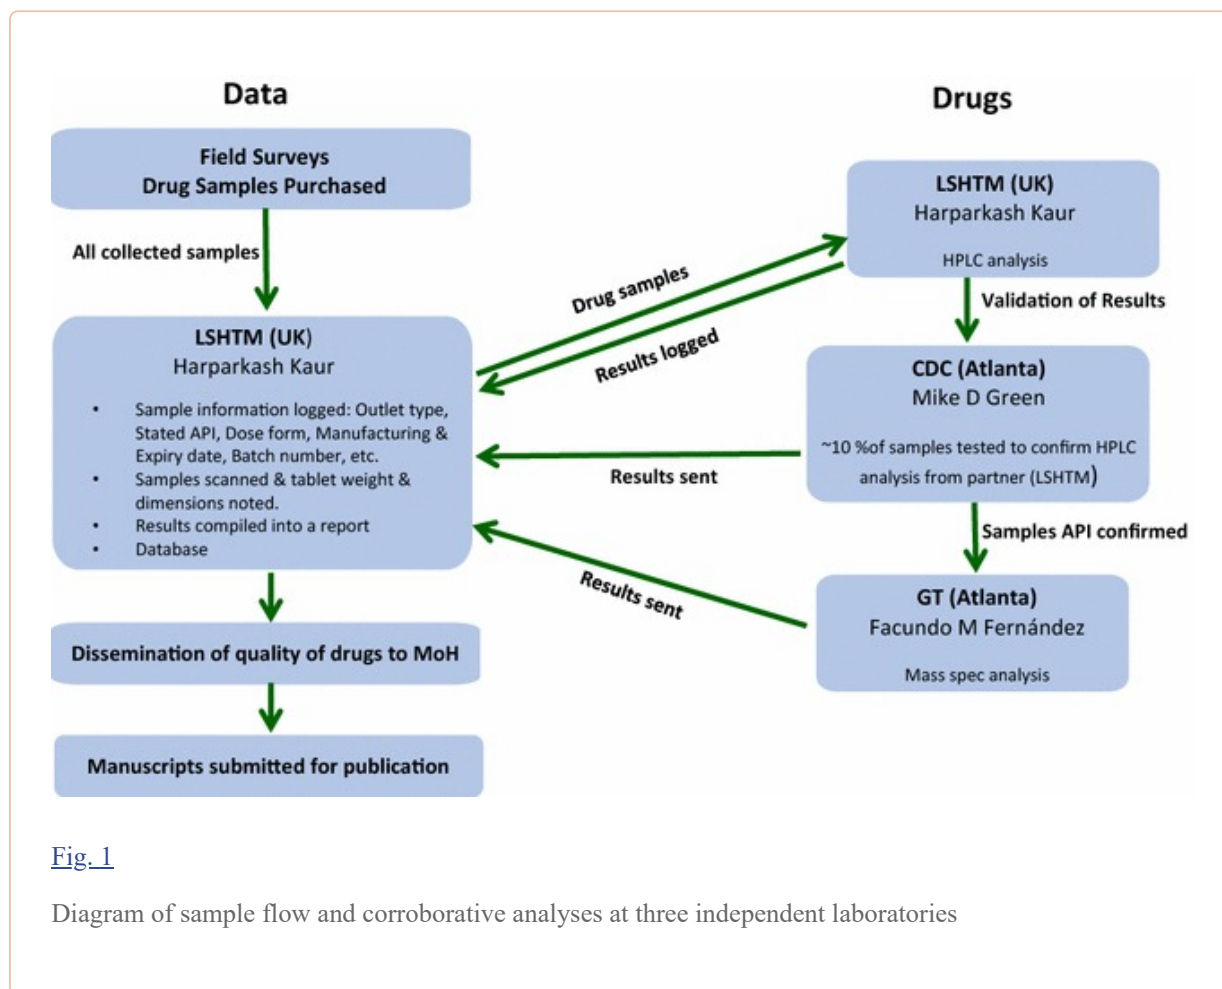 Data
Field Surveys
Drug Samples Purchased
All collected samples
LSHTM (UK)
Harparkash Kaur
• Sample information logged: Outlet type,
Stated API, Dose form, Manufacturing &
Expiry date, Batch number, etc.
• Samples scanned & tablet weight &
dimensions noted.
• Results compiled into a report
• Database
Dissemination of quality of drugs to MoH
Manuscripts submitted for publication
Drug samples
Results logged
Results sent
Results sent
Drugs
LSHTM (UK)
Harparkash Kaur
HPLC analysis
Validation of Results
CDC (Atlanta)
Mike D Green
~10 %of samples tested to confirm HPLC
analysis from partner (LSHTM)
Samples API confirmed
GT (Atlanta)
Facundo M Fernández
Mass spec analysis
Fig. 1
Diagram of sample flow and corroborative analyses at three independent laboratories